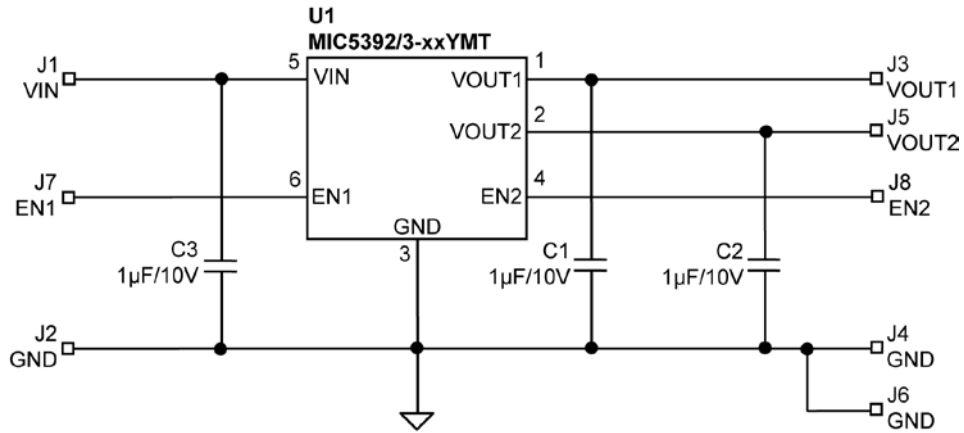 U1
MIC5392/3-xxYMT
J1
VIN
5
VIN
VOUT1
1
J3
VOUT1
VOUT2
2
J5
VOUT2
J7
EN1
6
EN1
EN2
4
J8
EN2
GND
3
C3
1µF/10V
C1
1µF/10V
C2
1µF/10V
J2
GND
J4
GND
J6
GND